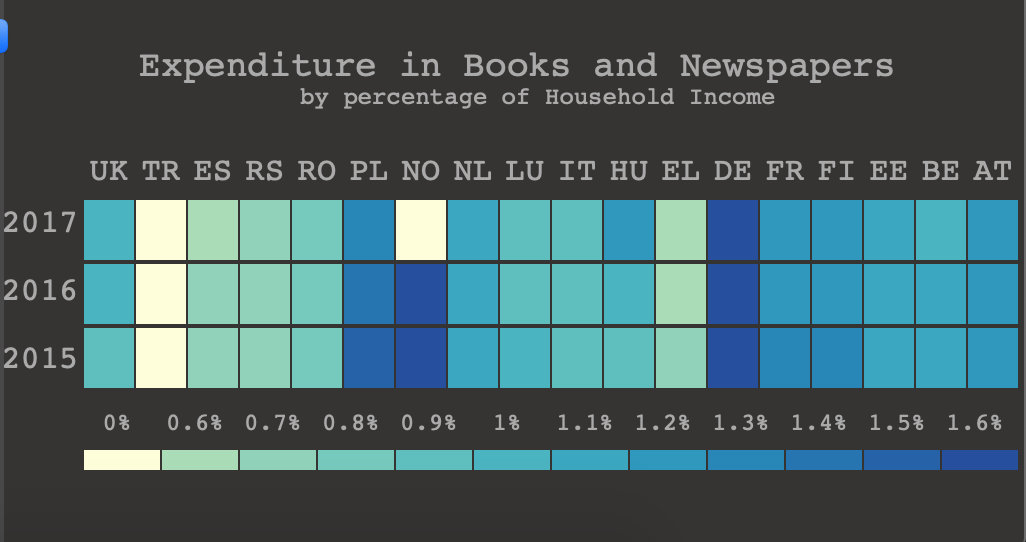 Expenditure in Books and Newspapers
by percentage of Household Income
UK TR ES RS RO PL NO NL LU IT HU EL DE FR FI EE BE AT
2017
2016
2015
0% 0.6% 0.7% 0.8% 0.9% 1% 1.1% 1.2% 1.3% 1.4% 1.5% 1.6%